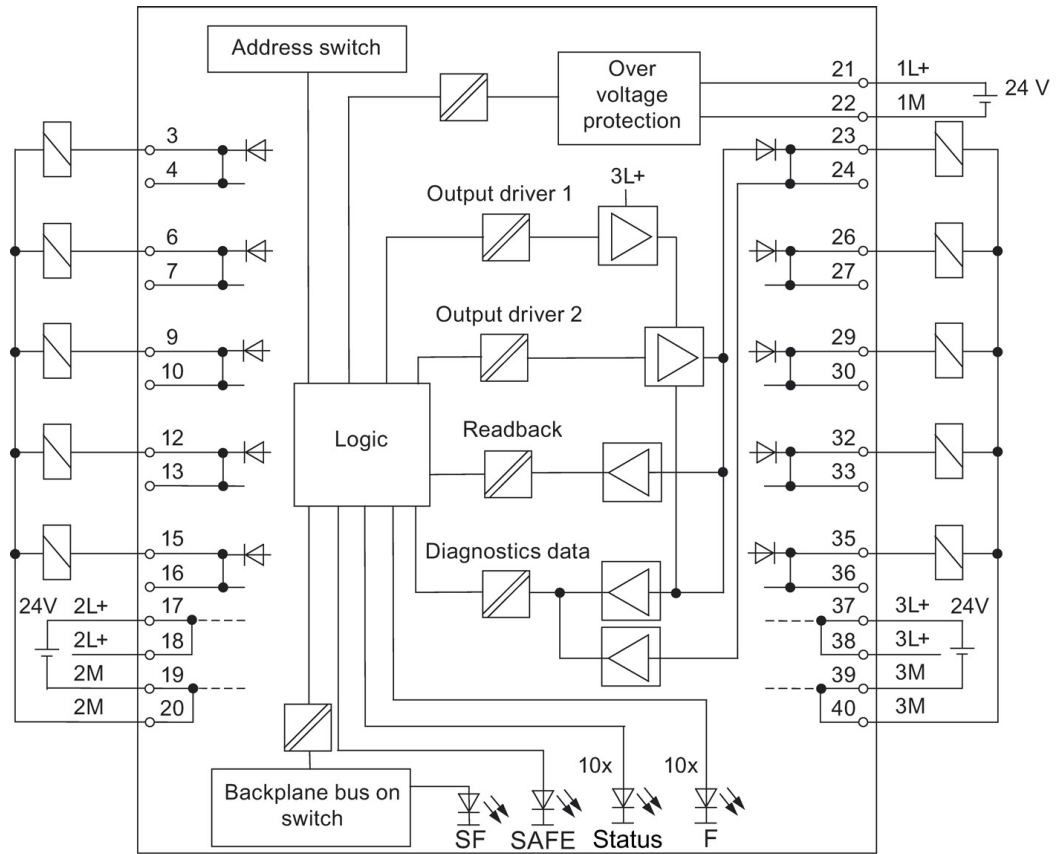 Address switch
Over
voltage
protection
21
1L+
22
1M
24 V
3
4
23
24
Output driver 1
3L+
6
7
26
27
Output driver 2
9
10
29
30
Logic
Readback
12
13
32
33
Diagnostics data
15
16
35
36
24V
2L+
17
2L+
18
2M
19
2M
20
37
3L+
24V
38
3L+
39
3M
40
3M
Backplane bus on
switch
10x
10x
SF
SAFE
Status
F